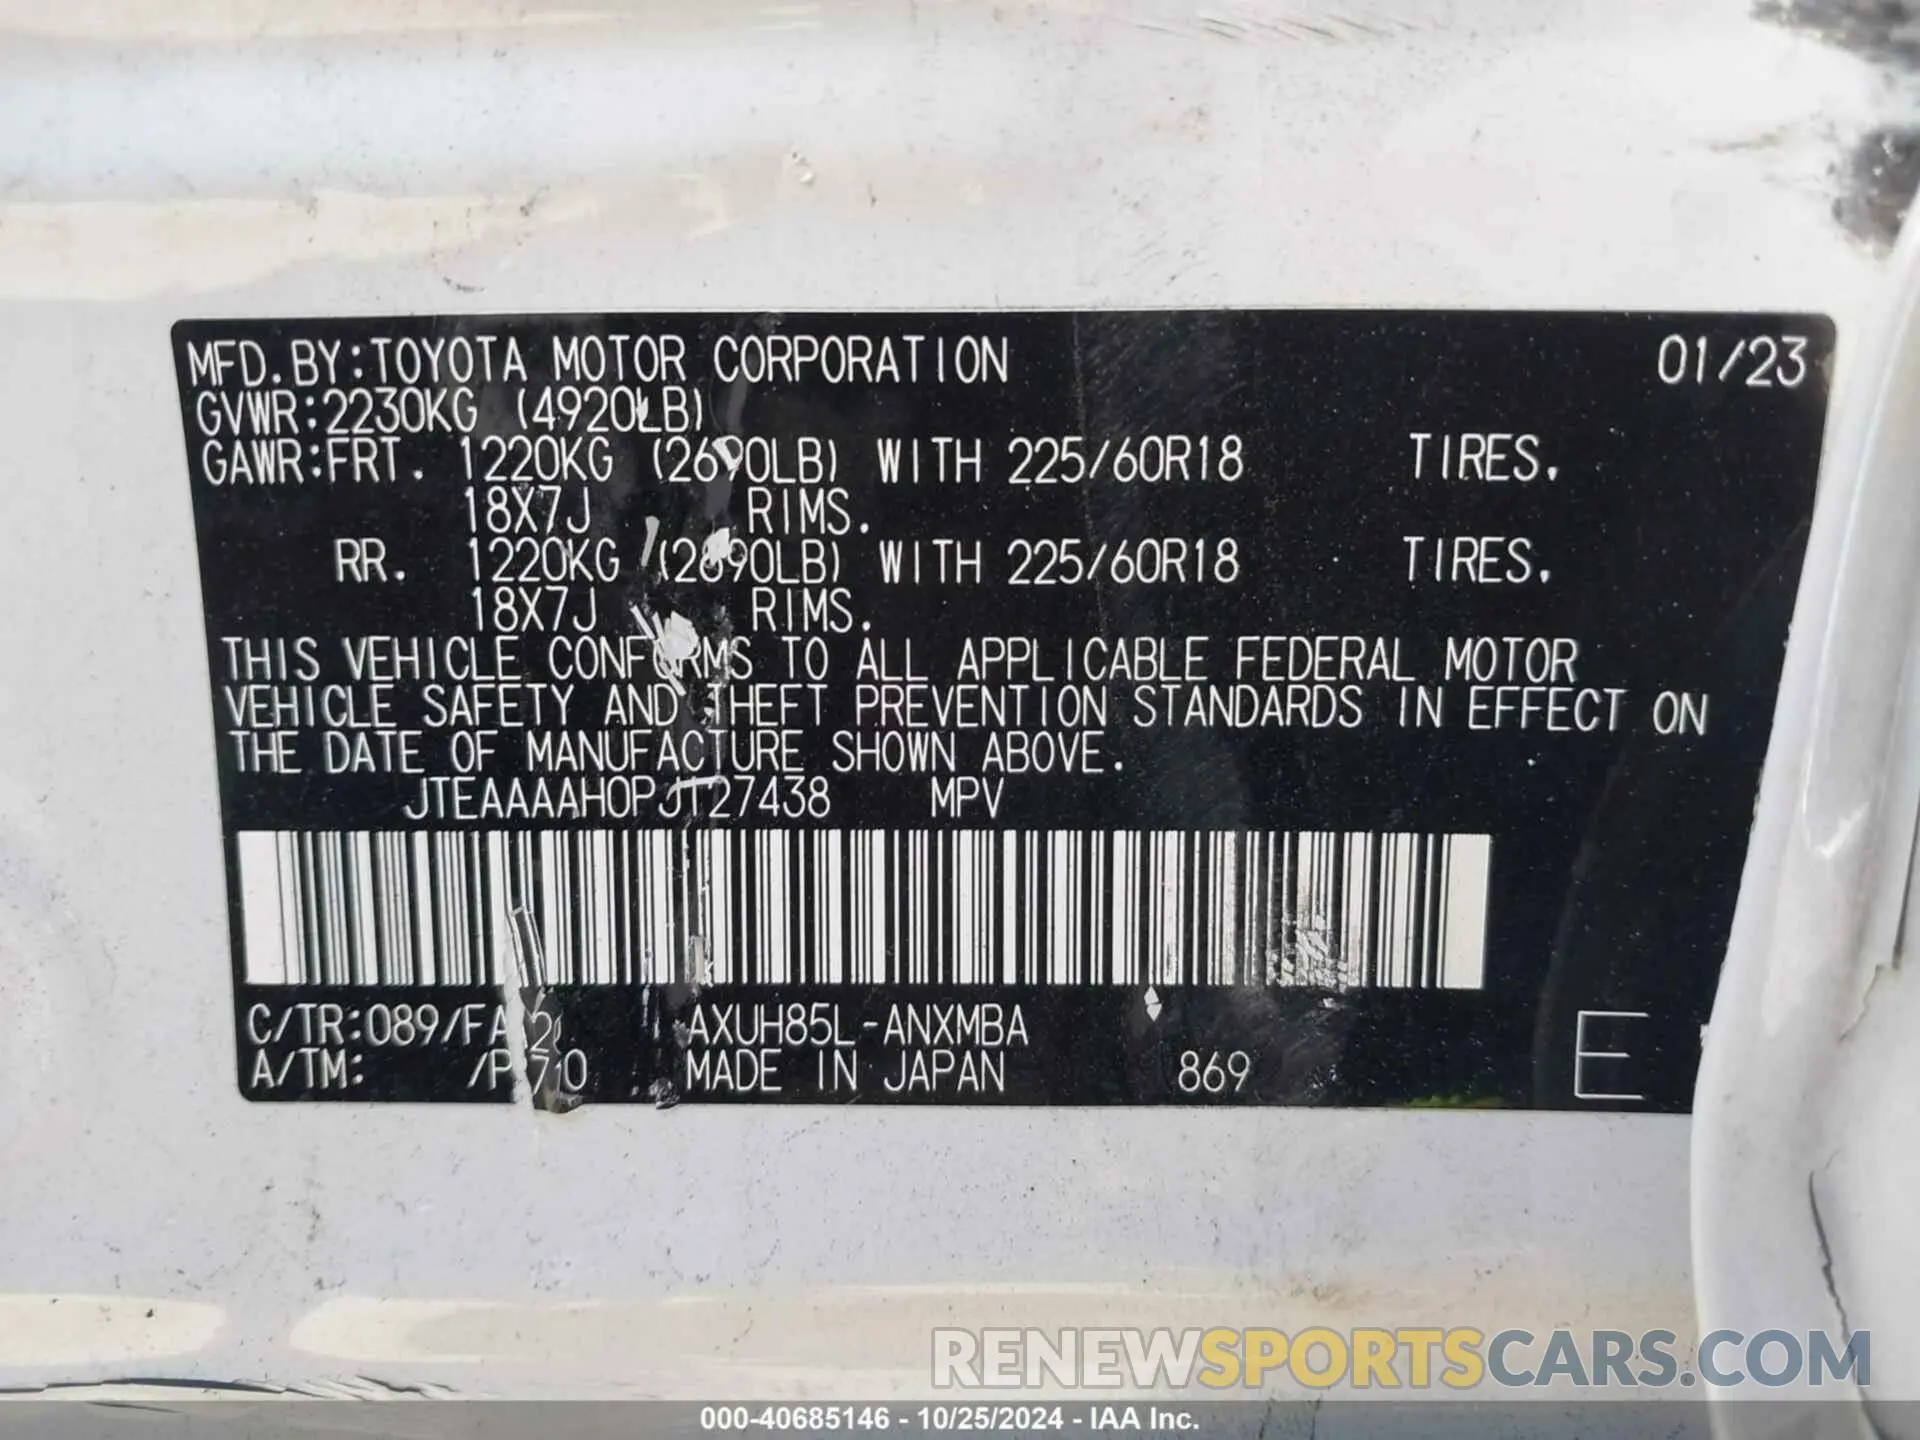 MFD.BY:TOYOTA MOTOR CORPORATION 01/23
GVWR:2230KG (4920LB)
GAWR:FRT. 1220KG (2690LB) WITH 225/60R18 TIRES.
18X7J RIMS.
RR. 1220KG (2690LB) WITH 225/60R18 TIRES.
18X7J RIMS.
THIS VEHICLE CONFORMS TO ALL APPLICABLE FEDERAL MOTOR
VEHICLE SAFETY AND THEFT PREVENTION STANDARDS IN EFFECT ON
THE DATE OF MANUFACTURE SHOWN ABOVE.
JTEAAAAH0PJ127438 MPV
C/TR:089/ AXUH85L-ANXMBA
A/TM: MADE IN JAPAN 869 E
RENEWSPORTSCARS.COM
000-40685146 - 10/25/2024 - IAA Inc.